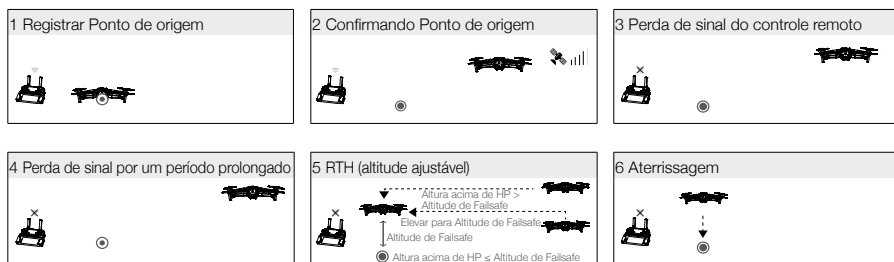 1 Registrar Ponto de origem
2 Confirmando Ponto de origem
3 Perda de sinal do controle remoto
4 Perda de sinal por um período prolongado
5 RTH (altitude ajustável)
Altura acima de HP >
Altitude de Failsafe
Elevar para Altitude de Failsafe
Altitude de Failsafe
Altura acima de HP ≤ Altitude de Failsafe
6 Aterrissagem